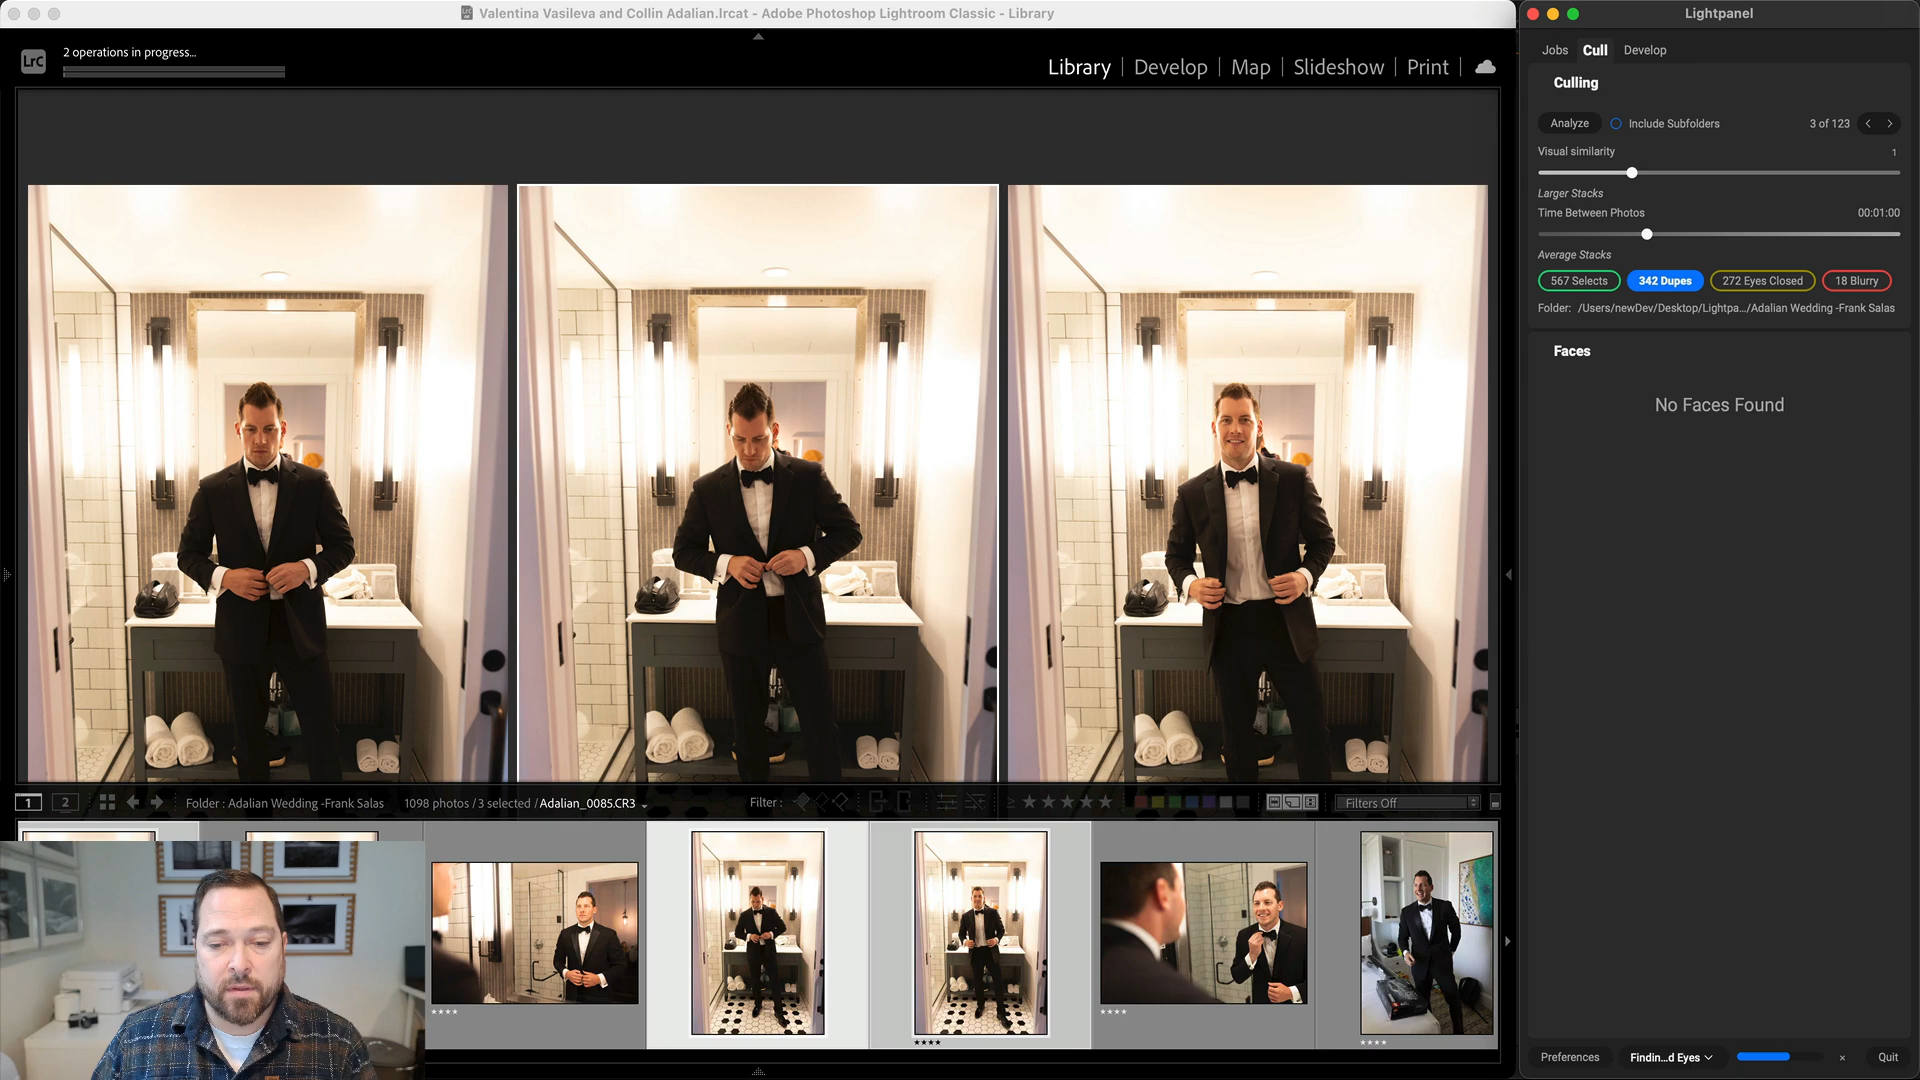 Valentina Vasileva and Collin Adalian.lrcat - Adobe Photoshop Lightroom Classic - Library
LrC
2 operations in progress...
Library | Develop | Map | Slideshow | Print |
1 2 Folder : Adalian Wedding -Frank Salas 1098 photos / 3 selected / Adalian_0085.CR3 Filter : ≥ ★★★★★ Filters Off
★★★★ ★★★★ ★★★★ ★★★★
Lightpanel
Jobs Cull Develop
Culling
Analyze Include Subfolders 3 of 123
Visual similarity 1
Larger Stacks
Time Between Photos 00:01:00
Average Stacks
567 Selects 342 Dupes 272 Eyes Closed 18 Blurry
Folder: /Users/newDev/Desktop/Lightpa.../Adalian Wedding -Frank Salas
Faces
No Faces Found
Preferences Findin...d Eyes × Quit